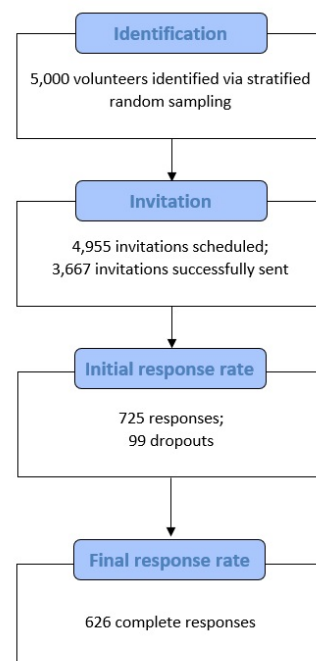 Identification
5,000 volunteers identified via stratified
random sampling
Invitation
4,955 invitations scheduled;
3,667 invitations successfully sent
Initial response rate
725 responses;
99 dropouts
Final response rate
626 complete responses